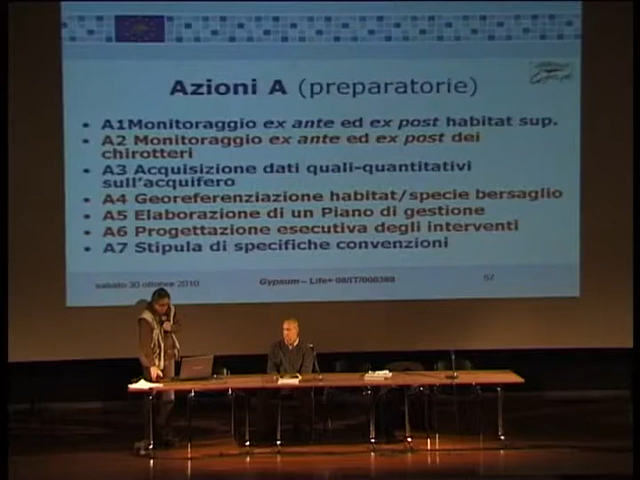 Azioni A (preparatorie)
• A1Monitoraggio ex ante ed ex post habitat sup.
• A2 Monitoraggio ex ante ed ex post dei
chirotteri
• A3 Acquisizione dati quali-quantitativi
sull'acquifero
• A4 Georeferenziazione habitat/specie bersaglio
• A5 Elaborazione di un Piano di gestione
• A6 Progettazione esecutiva degli interventi
• A7 Stipula di specifiche convenzioni
sabato 30 ottobre 2010
Gypsum – Life+ 08/IT/000369
57